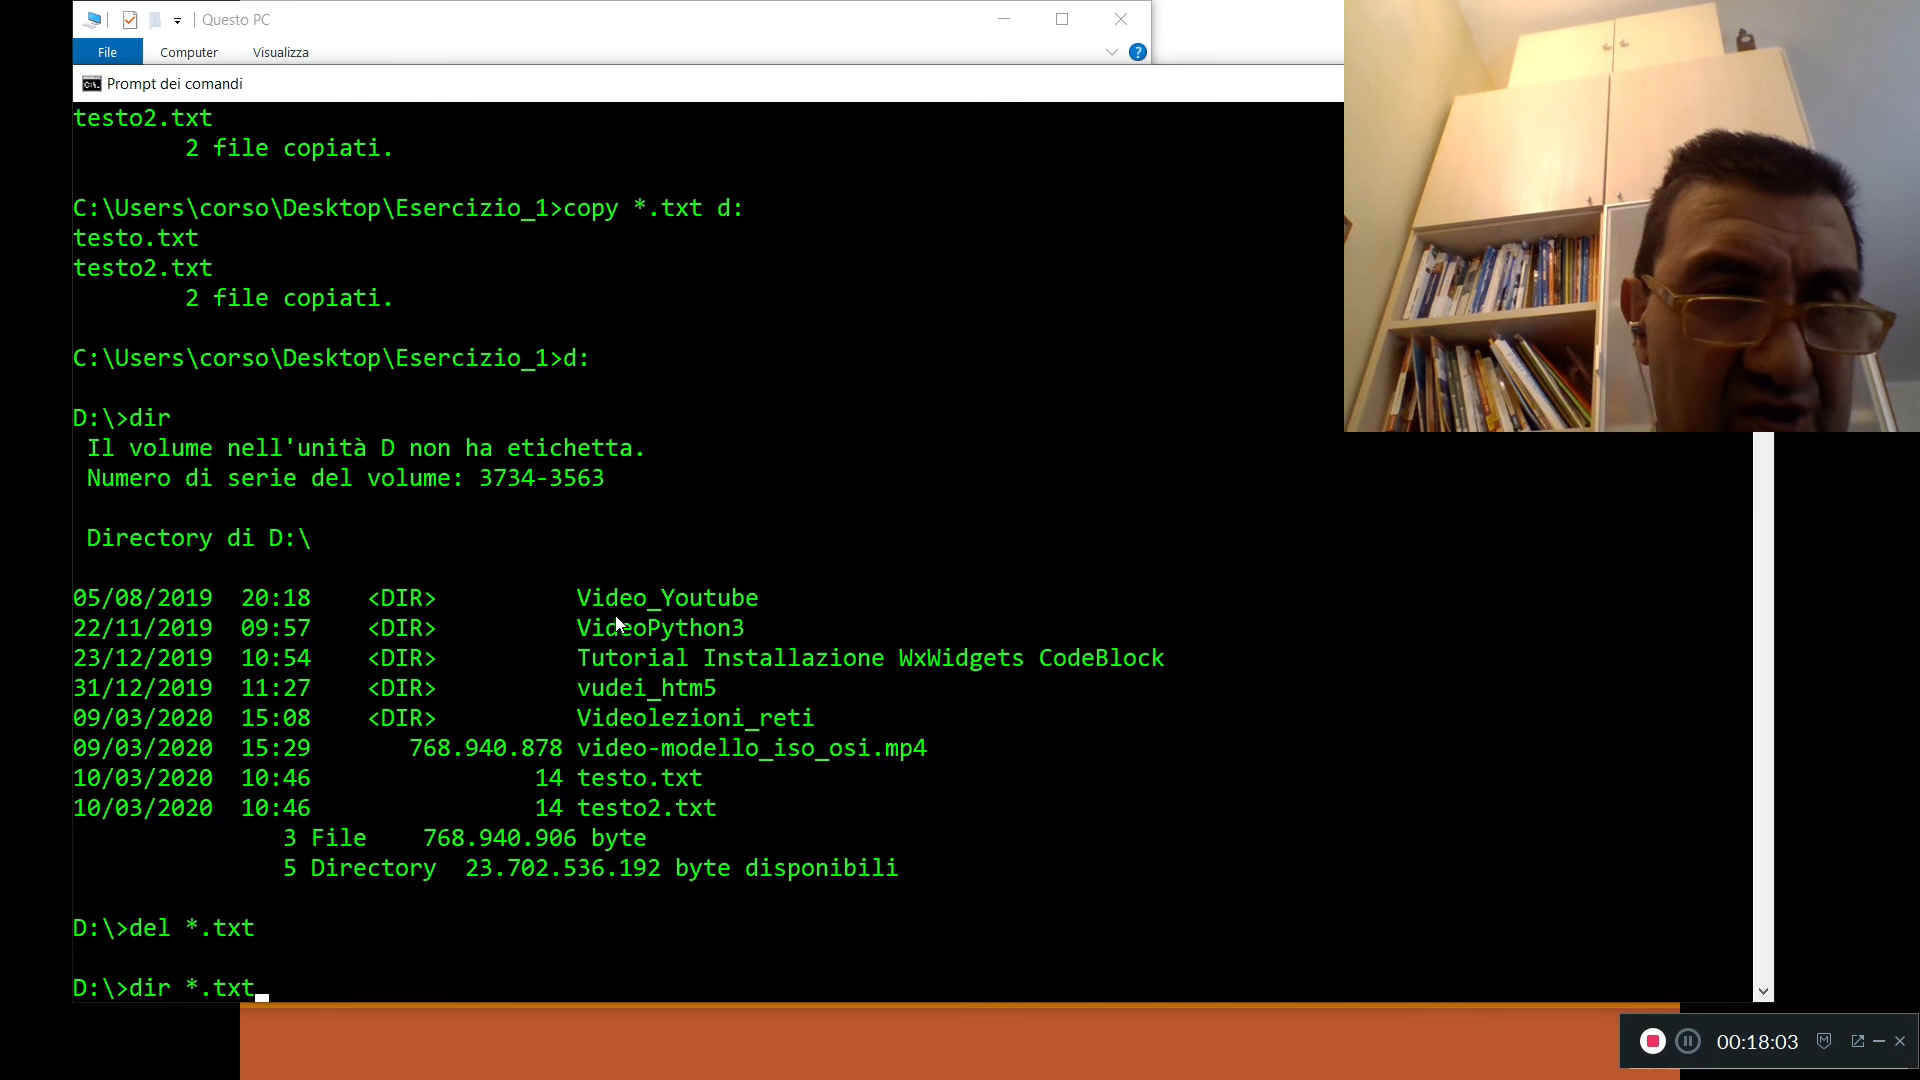 Questo PC
File Computer Visualizza
Prompt dei comandi
testo2.txt
2 file copiati.
C:\Users\corso\Desktop\Esercizio_1>copy *.txt d:
testo.txt
testo2.txt
2 file copiati.
C:\Users\corso\Desktop\Esercizio_1>d:
D:\>dir
Il volume nell'unità D non ha etichetta.
Numero di serie del volume: 3734-3563
Directory di D:\
05/08/2019 20:18 <DIR> Video_Youtube
22/11/2019 09:57 <DIR> VideoPython3
23/12/2019 10:54 <DIR> Tutorial Installazione WxWidgets CodeBlock
31/12/2019 11:27 <DIR> vudei_htm5
09/03/2020 15:08 <DIR> Videolezioni_reti
09/03/2020 15:29 768.940.878 video-modello_iso_osi.mp4
10/03/2020 10:46 14 testo.txt
10/03/2020 10:46 14 testo2.txt
3 File 768.940.906 byte
5 Directory 23.702.536.192 byte disponibili
D:\>del *.txt
D:\>dir *.txt
00:18:03